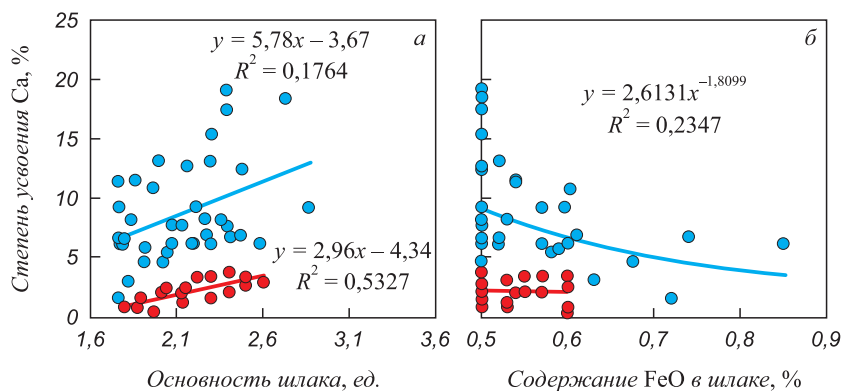 Степень усвоения Ca, %
25
20
15
10
5
0
а
y = 5,78x – 3,67
R² = 0,1764
y = 2,96x – 4,34
R² = 0,5327
1,6 2,1 2,6 3,1 3,6
Основность шлака, ед.
б
y = 2,6131x⁻¹,⁸⁰⁹⁹
R² = 0,2347
0,5 0,6 0,7 0,8 0,9
Содержание FeO в шлаке, %